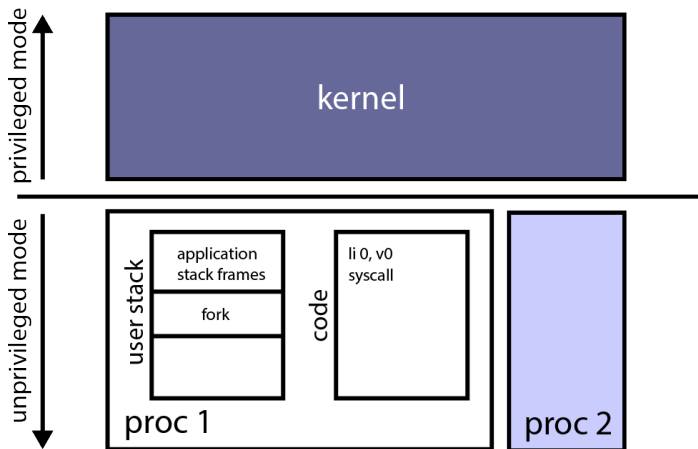 privileged mode
kernel
unprivileged mode
user stack
application
stack frames
fork
code
li 0, v0
syscall
proc 1
proc 2